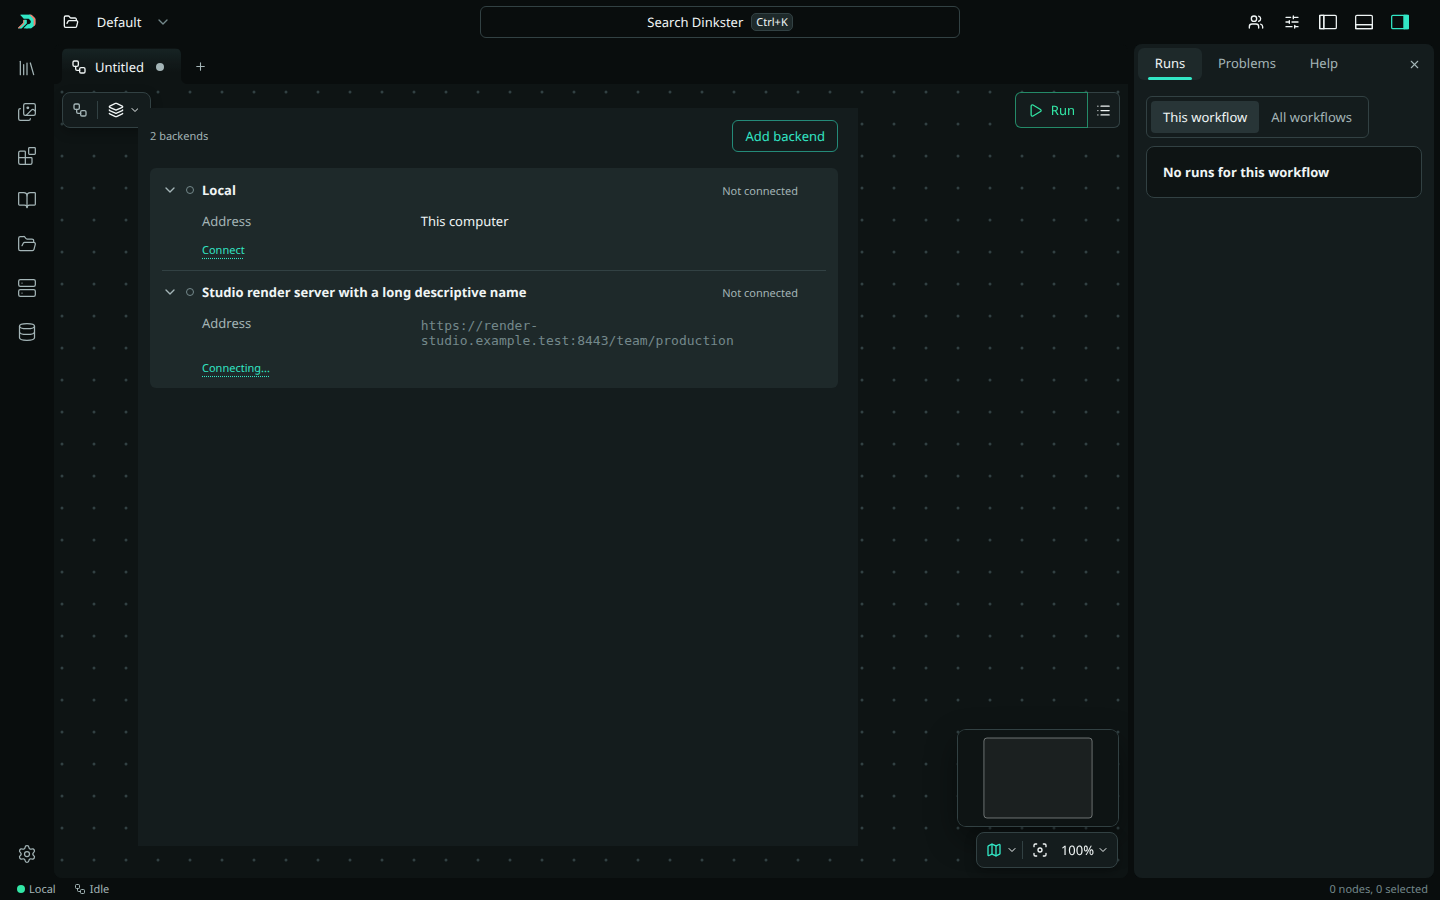 Default
Search Dinkster Ctrl+K
Untitled
Runs Problems Help
Run
This workflow All workflows
No runs for this workflow
2 backends
Add backend
Local
Not connected
Address
This computer
Connect
Studio render server with a long descriptive name
Not connected
Address
https://render-
studio.example.test:8443/team/production
Connecting...
100%
Local
Idle
0 nodes, 0 selected